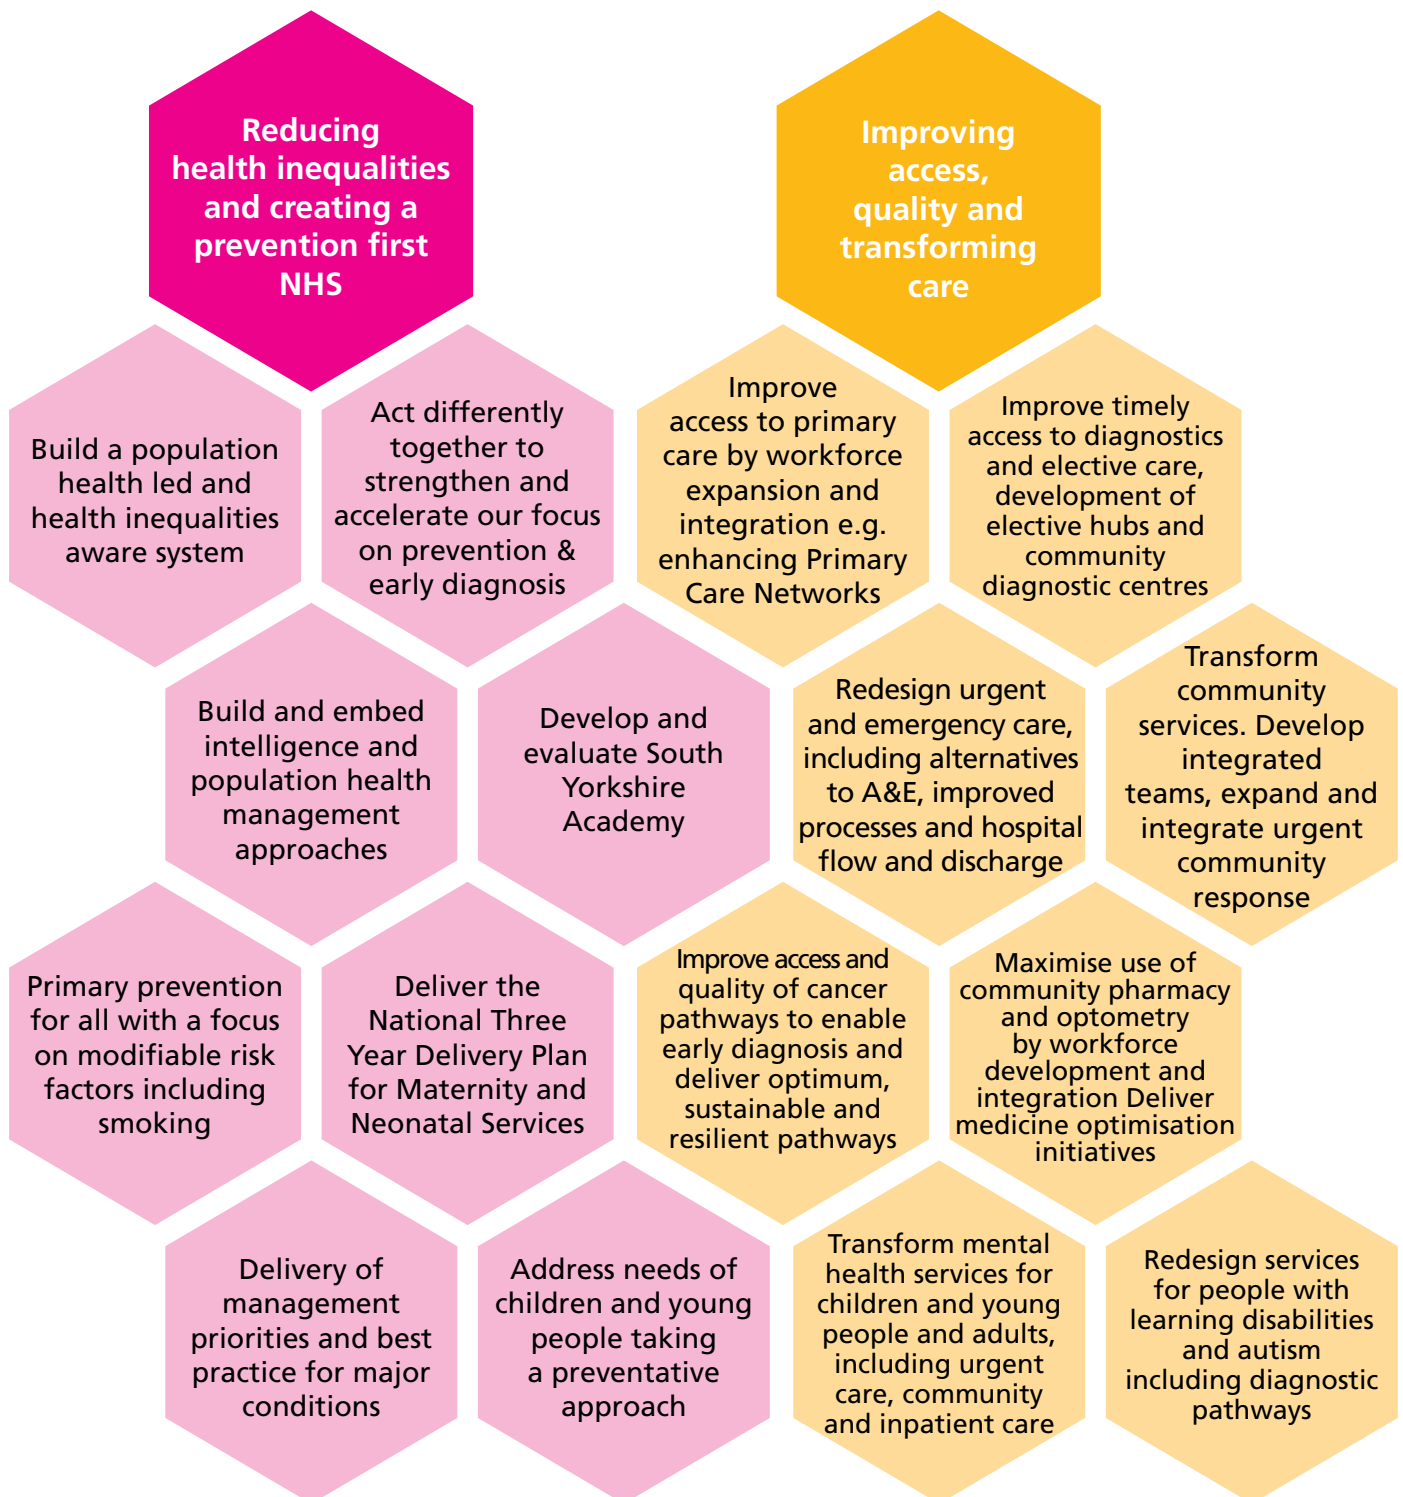 Reducing
health inequalities
and creating a
prevention first
NHS
Improving
access,
quality and
transforming
care
Build a population
health led and
health inequalities
aware system
Act differently
together to
strengthen and
accelerate our focus
on prevention &
early diagnosis
Improve
access to primary
care by workforce
expansion and
integration e.g.
enhancing Primary
Care Networks
Improve timely
access to diagnostics
and elective care,
development of
elective hubs and
community
diagnostic centres
Build and embed
intelligence and
population health
management
approaches
Develop and
evaluate South
Yorkshire
Academy
Redesign urgent
and emergency care,
including alternatives
to A&E, improved
processes and hospital
flow and discharge
Transform
community
services. Develop
integrated
teams, expand and
integrate urgent
community
response
Primary prevention
for all with a focus
on modifiable risk
factors including
smoking
Deliver the
National Three
Year Delivery Plan
for Maternity and
Neonatal Services
Improve access and
quality of cancer
pathways to enable
early diagnosis and
deliver optimum,
sustainable and
resilient pathways
Maximise use of
community pharmacy
and optometry
by workforce
development and
integration Deliver
medicine optimisation
initiatives
Delivery of
management
priorities and best
practice for major
conditions
Address needs of
children and young
people taking
a preventative
approach
Transform mental
health services for
children and young
people and adults,
including urgent
care, community
and inpatient care
Redesign services
for people with
learning disabilities
and autism
including diagnostic
pathways